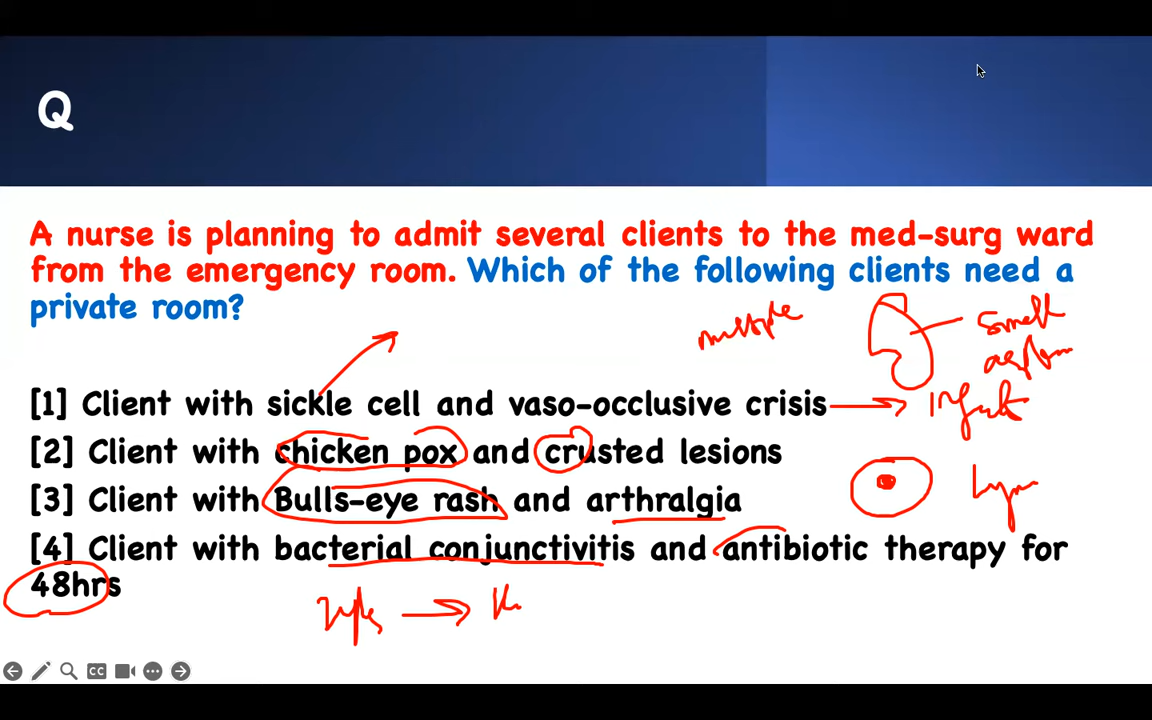 Q
A nurse is planning to admit several clients to the med-surg ward
from the emergency room. Which of the following clients need a
private room?
multiple
small
[1] Client with sickle cell and vaso-occlusive crisis
[2] Client with chicken pox and crusted lesions
[3] Client with Bulls-eye rash and arthralgia
[4] Client with bacterial conjunctivitis and antibiotic therapy for
48hrs
CC